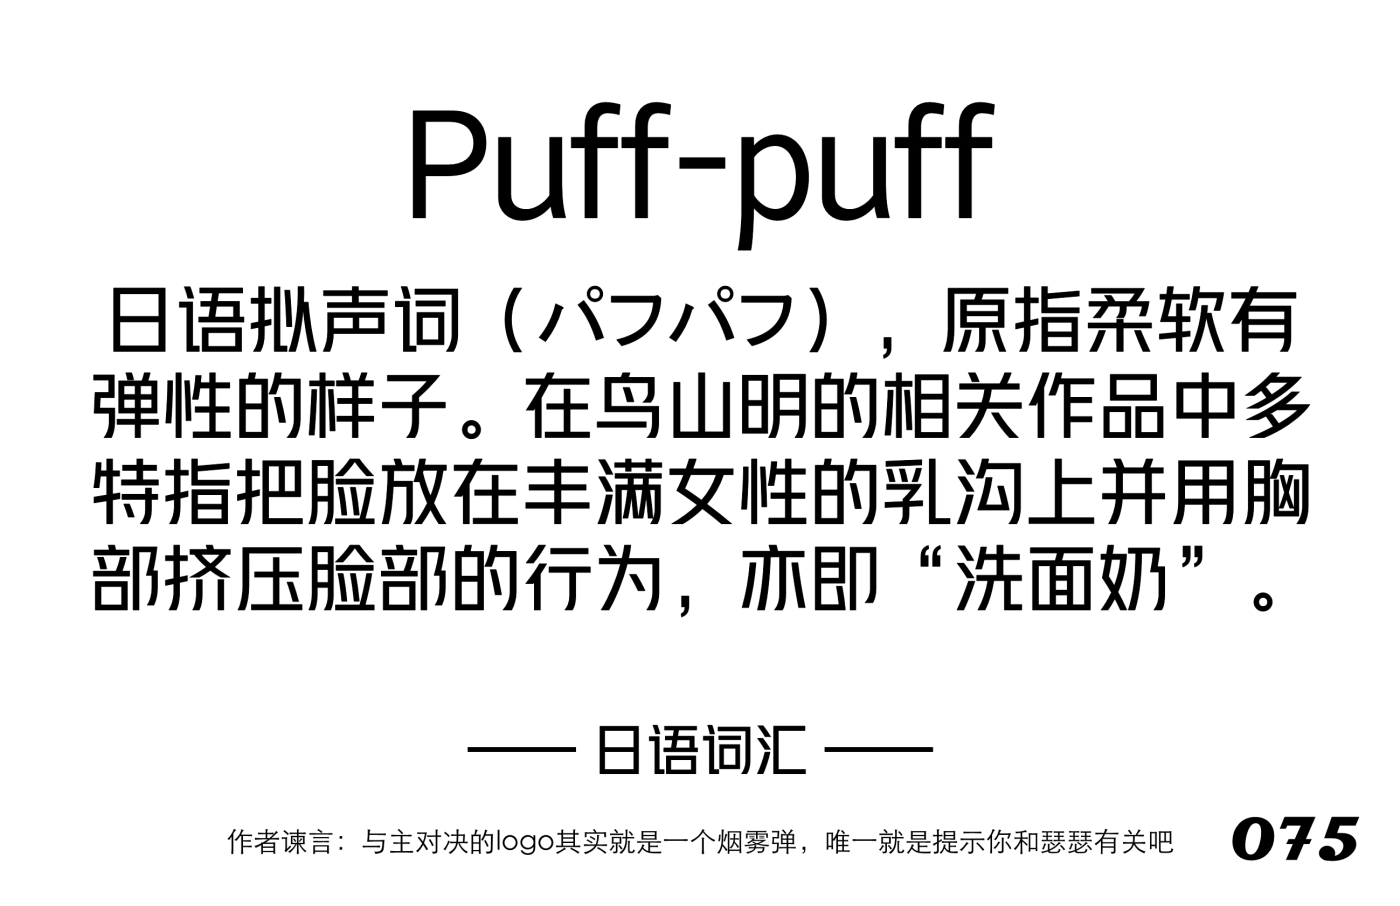 Puff-puff
日语拟声词（パフパフ），原指柔软有
弹性的样子。在鸟山明的相关作品中多
特指把脸放在丰满女性的乳沟上并用胸
部挤压脸部的行为，亦即“洗面奶”。
日语词汇
作者谏言：与主对决的logo其实就是一个烟雾弹，唯一就是提示你和瑟瑟有关吧
075